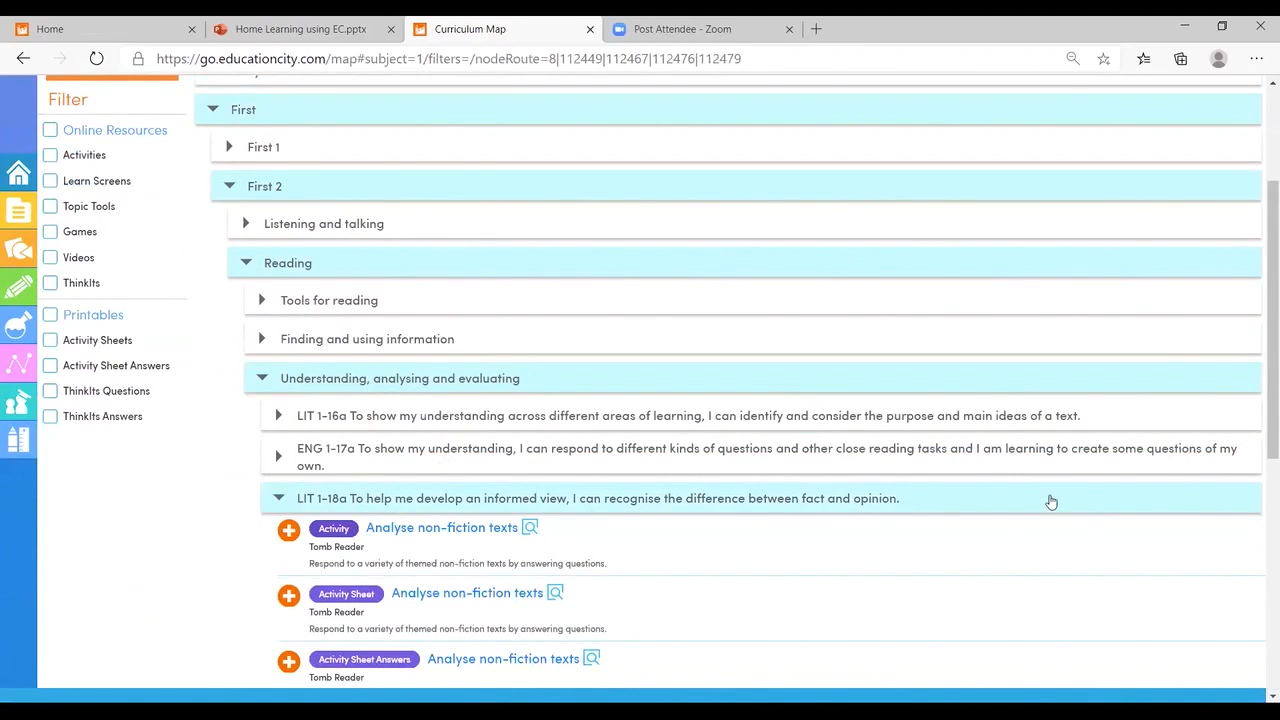 Home
Home Learning using EC.pptx
Curriculum Map
Post Attendee - Zoom
https://go.educationcity.com/map#subject=1/filters=/nodeRoute=8|112449|112467|112476|112479
Filter
Online Resources
Activities
Learn Screens
Topic Tools
Games
Videos
ThinkIts
Printables
Activity Sheets
Activity Sheet Answers
ThinkIts Questions
ThinkIts Answers
First
First 1
First 2
Listening and talking
Reading
Tools for reading
Finding and using information
Understanding, analysing and evaluating
LIT 1-16a To show my understanding across different areas of learning, I can identify and consider the purpose and main ideas of a text.
ENG 1-17a To show my understanding, I can respond to different kinds of questions and other close reading tasks and I am learning to create some questions of my
own.
LIT 1-18a To help me develop an informed view, I can recognise the difference between fact and opinion.
Activity Analyse non-fiction texts
Tomb Reader
Respond to a variety of themed non-fiction texts by answering questions.
Activity Sheet Analyse non-fiction texts
Tomb Reader
Respond to a variety of themed non-fiction texts by answering questions.
Activity Sheet Answers Analyse non-fiction texts
Tomb Reader